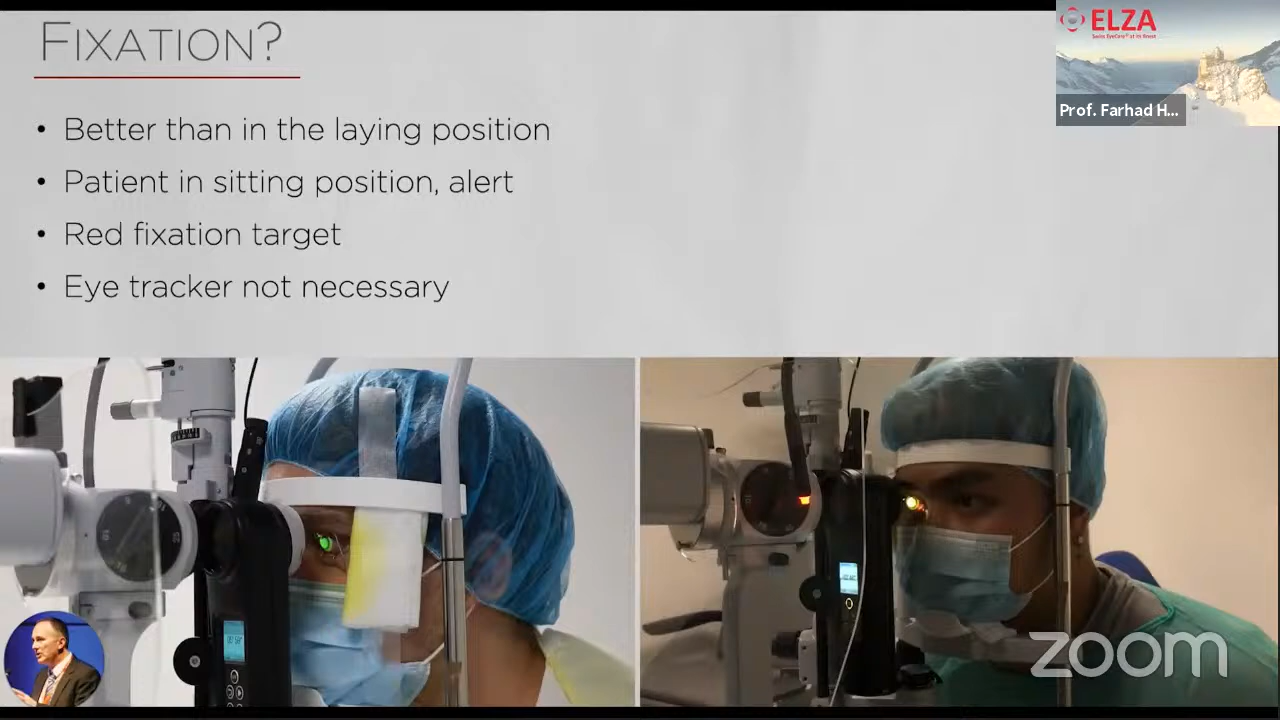 FIXATION?
• Better than in the laying position
• Patient in sitting position, alert
• Red fixation target
• Eye tracker not necessary
ELZA
Prof. Farhad H...
zoom